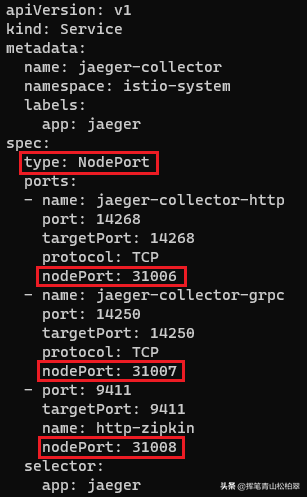 apiVersion: v1
kind: Service
metadata:
  name: jaeger-collector
  namespace: istio-system
  labels:
    app: jaeger
spec:
  type: NodePort
  ports:
  - name: jaeger-collector-http
    port: 14268
    targetPort: 14268
    protocol: TCP
    nodePort: 31006
  - name: jaeger-collector-grpc
    port: 14250
    targetPort: 14250
    protocol: TCP
    nodePort: 31007
  - port: 9411
    targetPort: 9411
    name: http-zipkin
    nodePort: 31008
  selector:
    app: jaeger
头条 @挥笔青山松柏翠